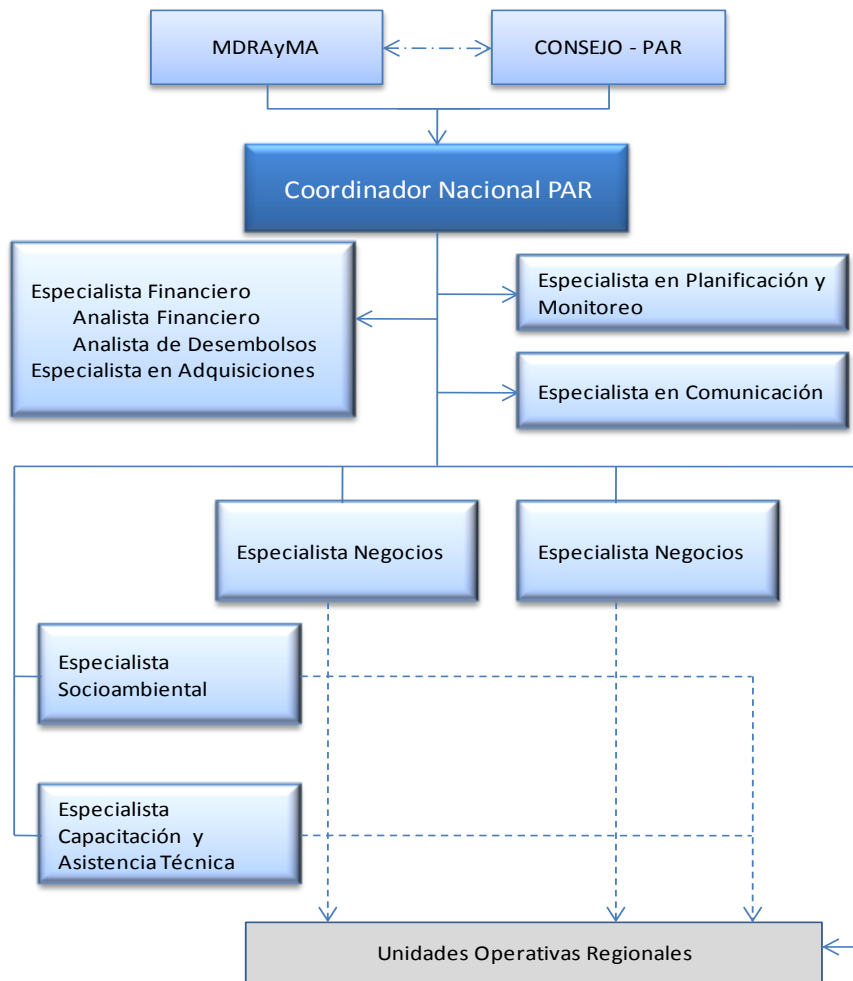 MDRAyMA
CONSEJO - PAR
Coordinador Nacional PAR
Especialista Financiero
Analista Financiero
Analista de Desembolsos
Especialista en Adquisiciones
Especialista en Planificación y
Monitoreo
Especialista en Comunicación
Especialista Negocios
Especialista Negocios
Especialista
Socioambiental
Especialista
Capacitación y
Asistencia Técnica
Unidades Operativas Regionales